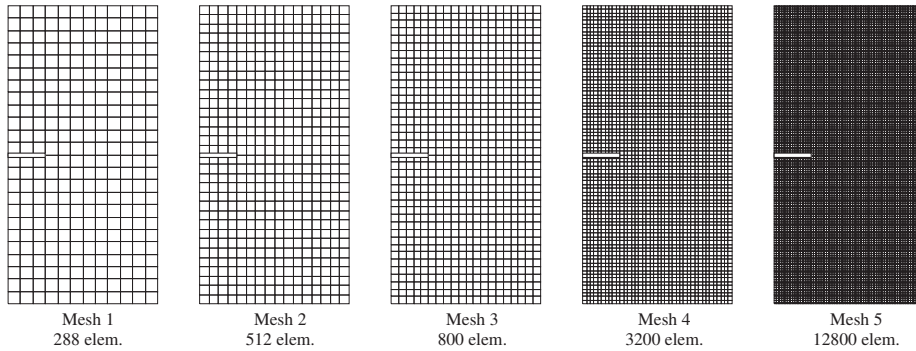 Mesh 1
288 elem.
Mesh 2
512 elem.
Mesh 3
800 elem.
Mesh 4
3200 elem.
Mesh 5
12800 elem.